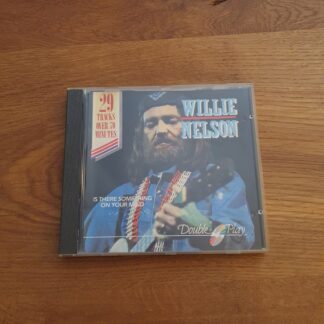 29
TRACKS
OVER 70
MINUTES
WILLIE
NELSON
IS THERE SOMETHING
ON YOUR MIND
Double Play